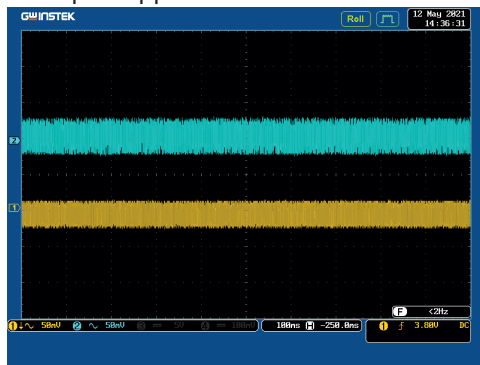 GWINSTEK
Roll
12 May 2021
14:36:31
2
1
F <2Hz
1 50mV 2 50mV 3 5V 4 100mV 100ms H -250.0ms 1 3.80V DC